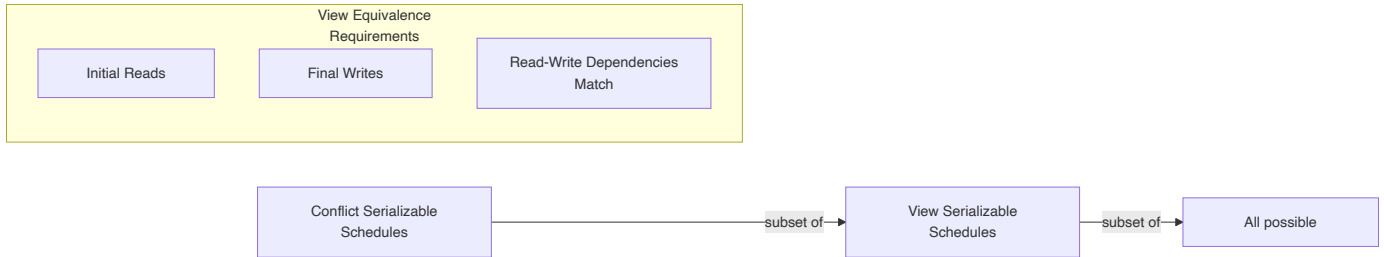 View Equivalence
Requirements
Initial Reads
Final Writes
Read-Write Dependencies
Match
Conflict Serializable
Schedules
subset of
View Serializable
Schedules
subset of
All possible